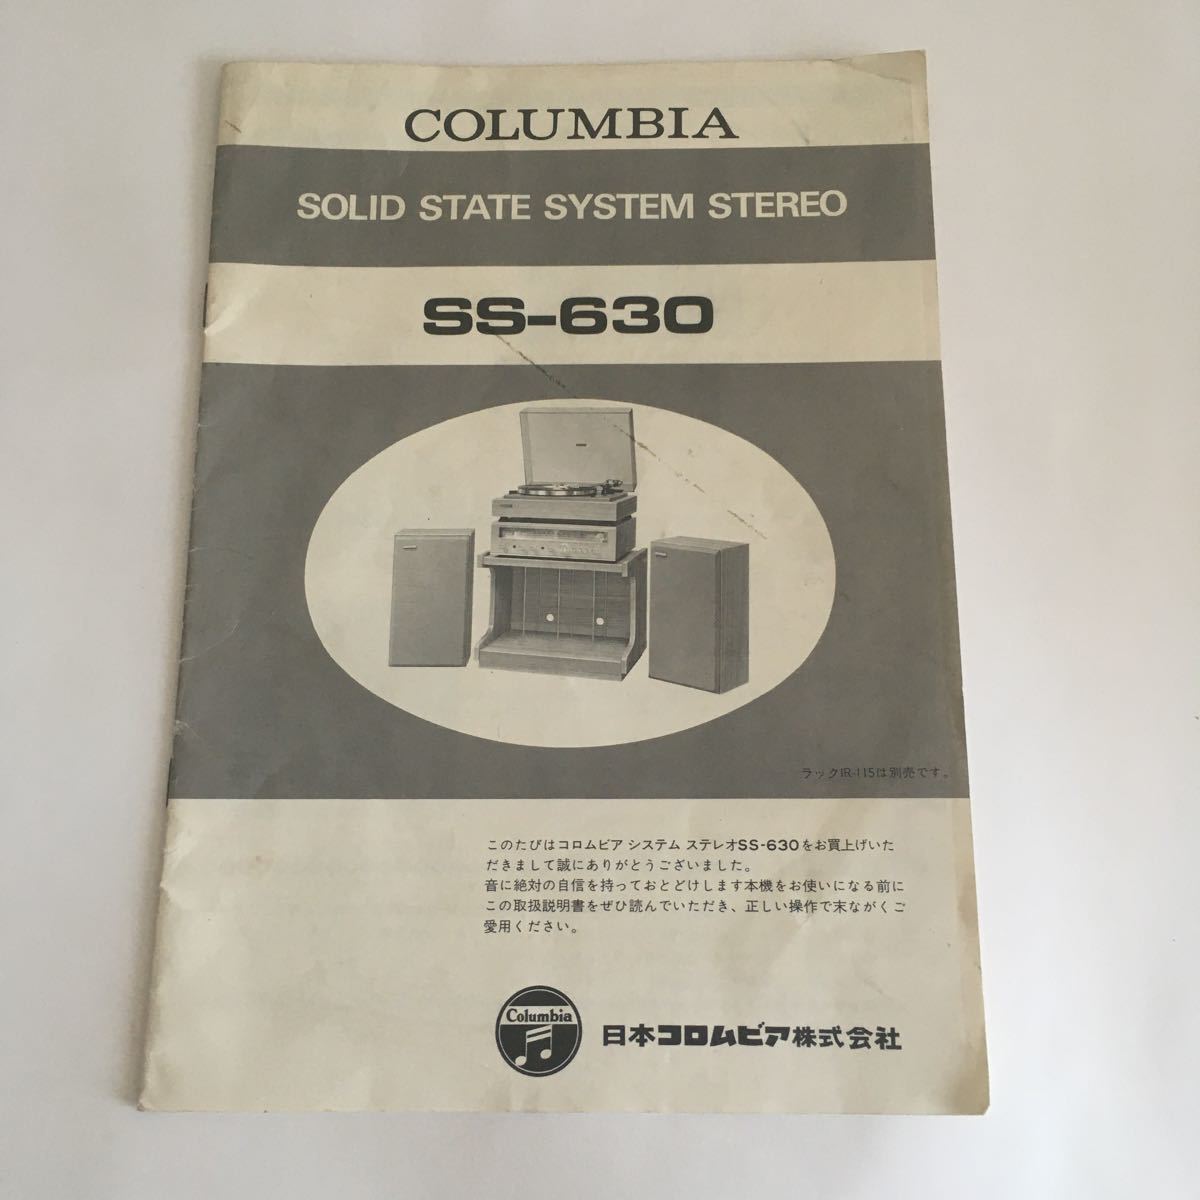 COLUMBIA
SOLID STATE SYSTEM STEREO
SS-630
ラックIR-115は別売です。
このたびはコロムビア システム ステレオSS-630をお買上げいた
だきまして誠にありがとうございました。
音に絶対の自信を持っておとどけします本機をお使いになる前に
この取扱説明書をぜひ読んでいただき、正しい操作で末ながくご
愛用ください。
Columbia
日本コロムビア株式会社